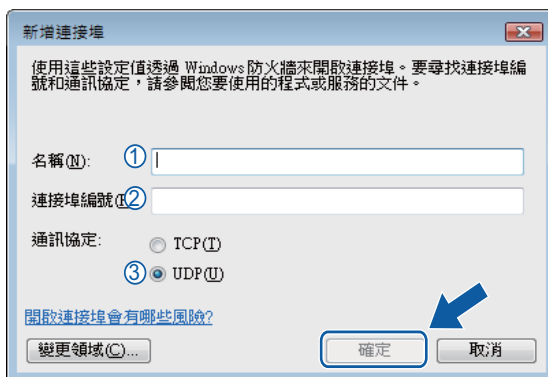 新增連接埠
使用這些設定值透過 Windows 防火牆來開啟連接埠。要尋找連接埠編
號和通訊協定，請參閱您要使用的程式或服務的文件。
名稱(N): ①
連接埠編號( ②
通訊協定: TCP(T)
③ UDP(U)
開啟連接埠會有哪些風險?
變更領域(C)... 確定 取消